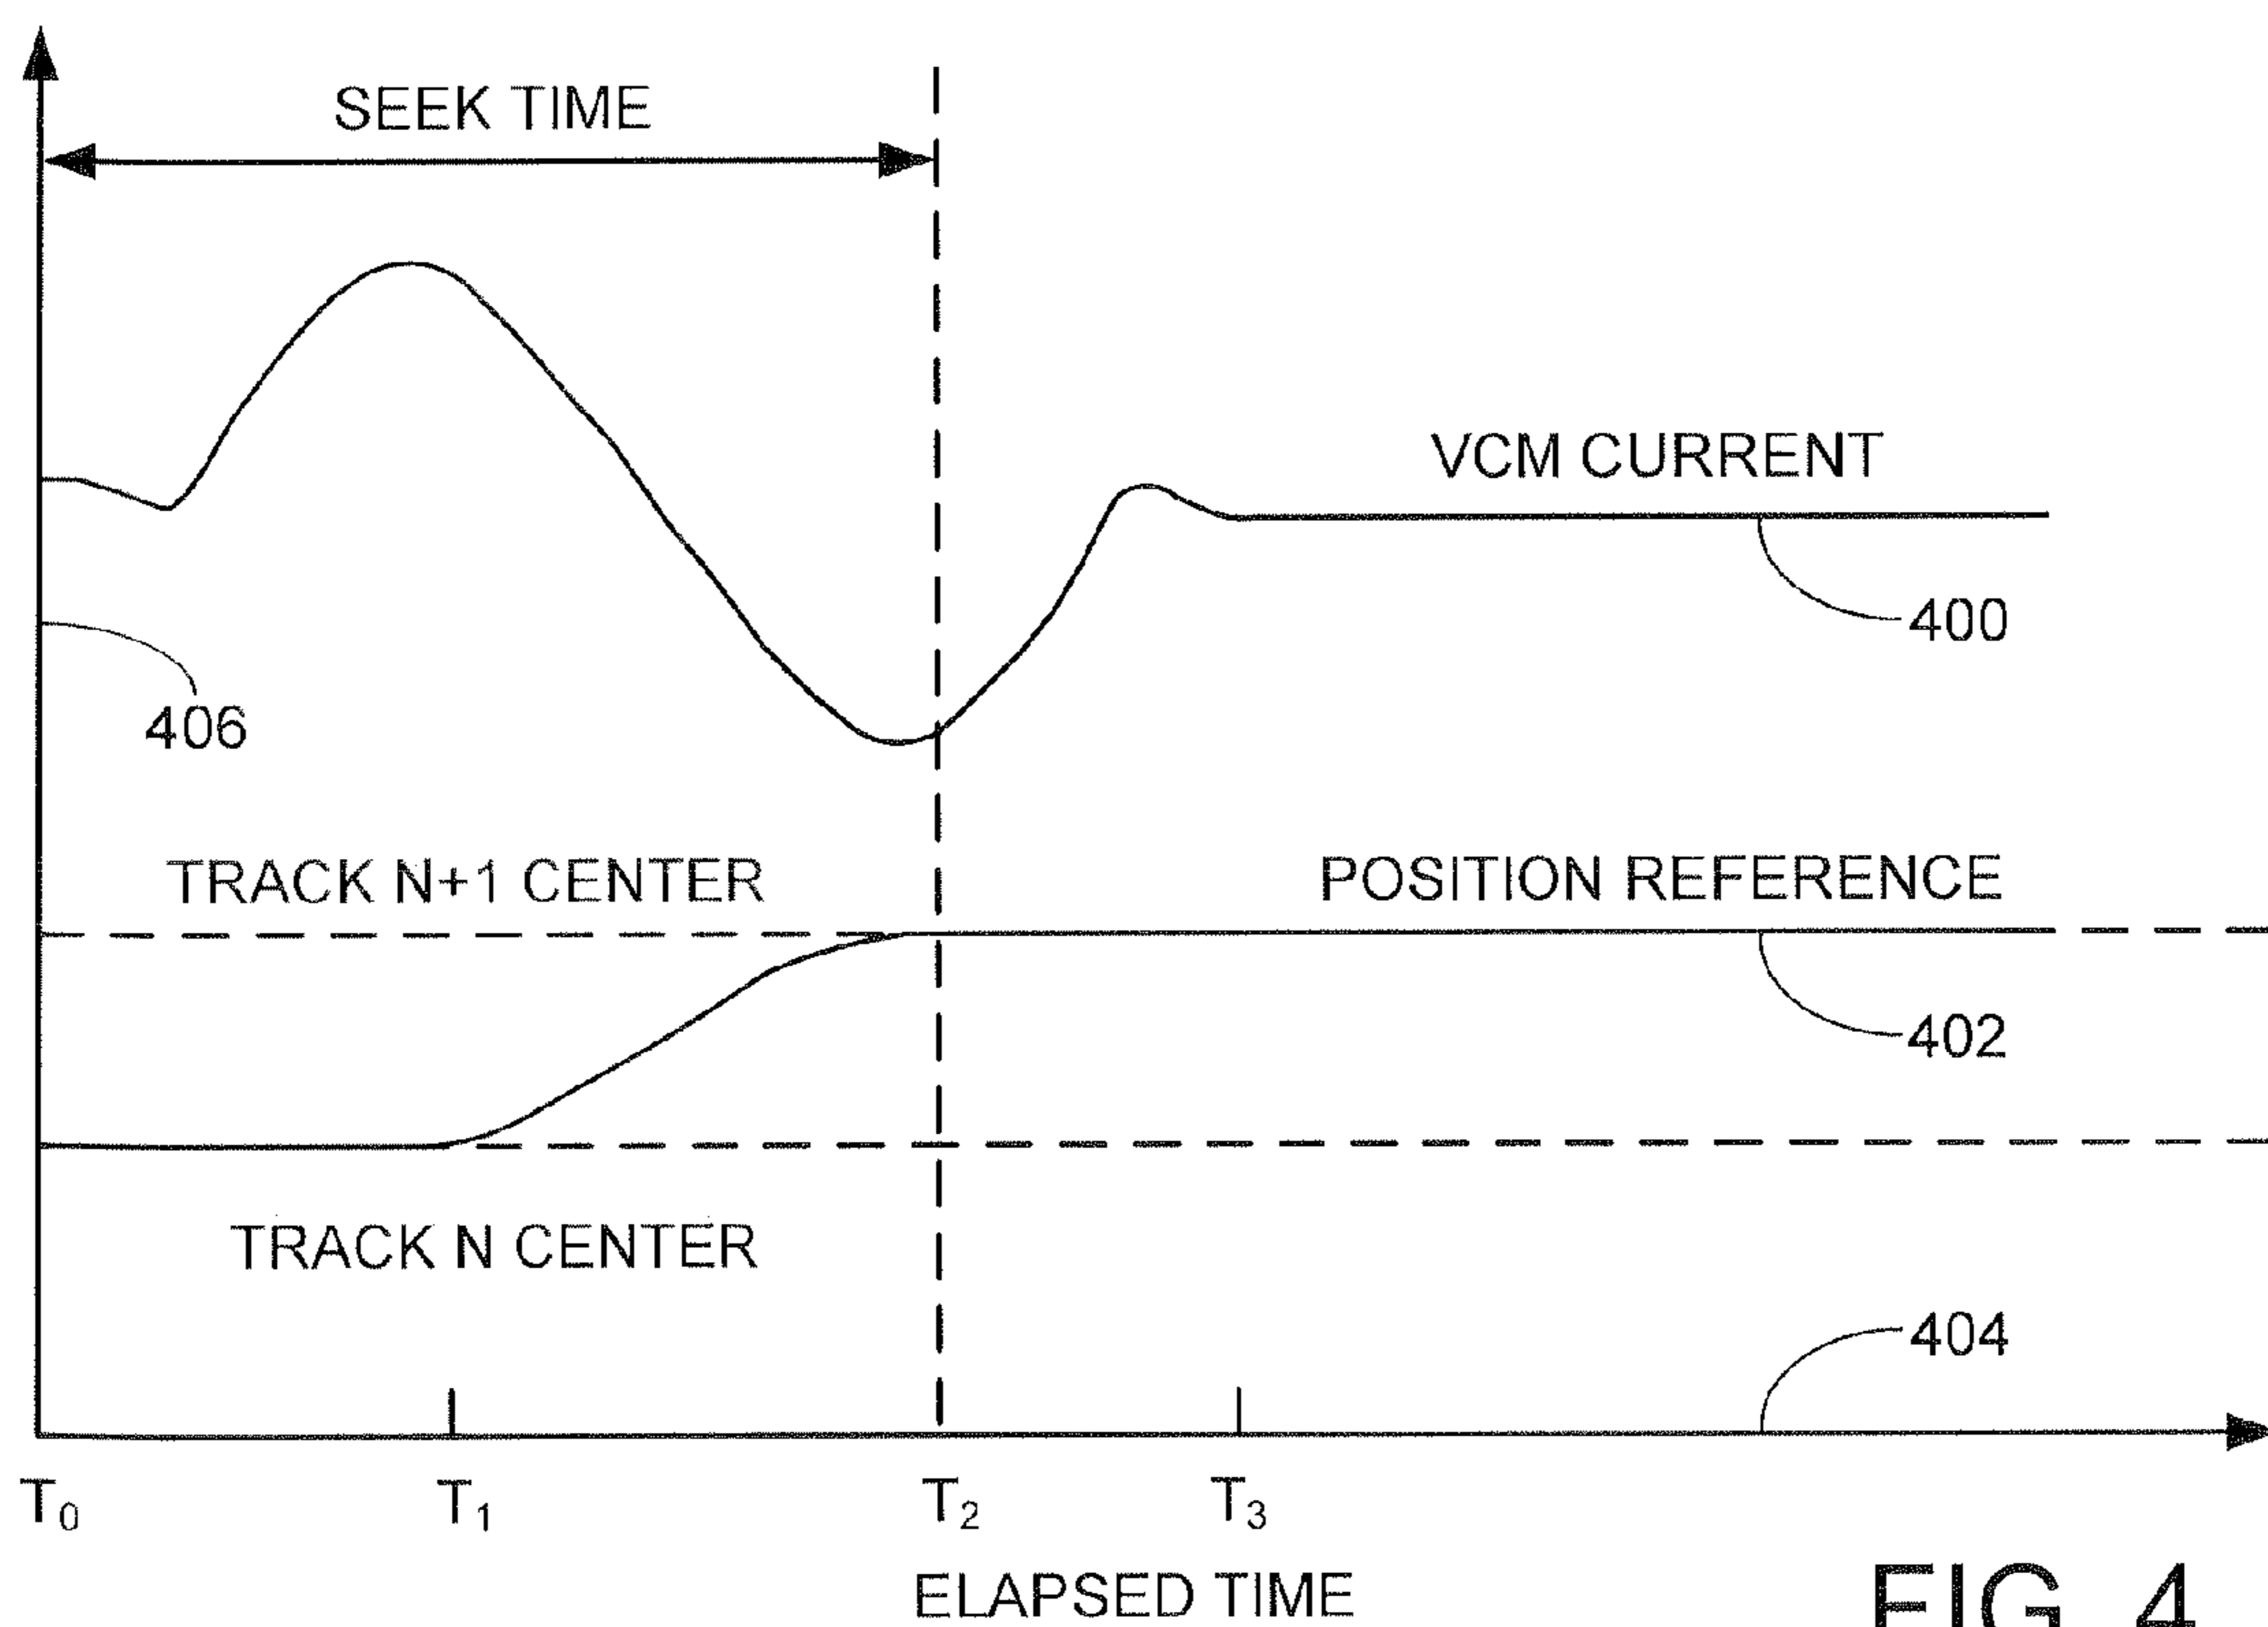 SEEK TIME
VCM CURRENT
400
406
TRACK N+1 CENTER
POSITION REFERENCE
402
TRACK N CENTER
404
T₀
T₁
T₂
T₃
ELAPSED TIME
FIG. 4